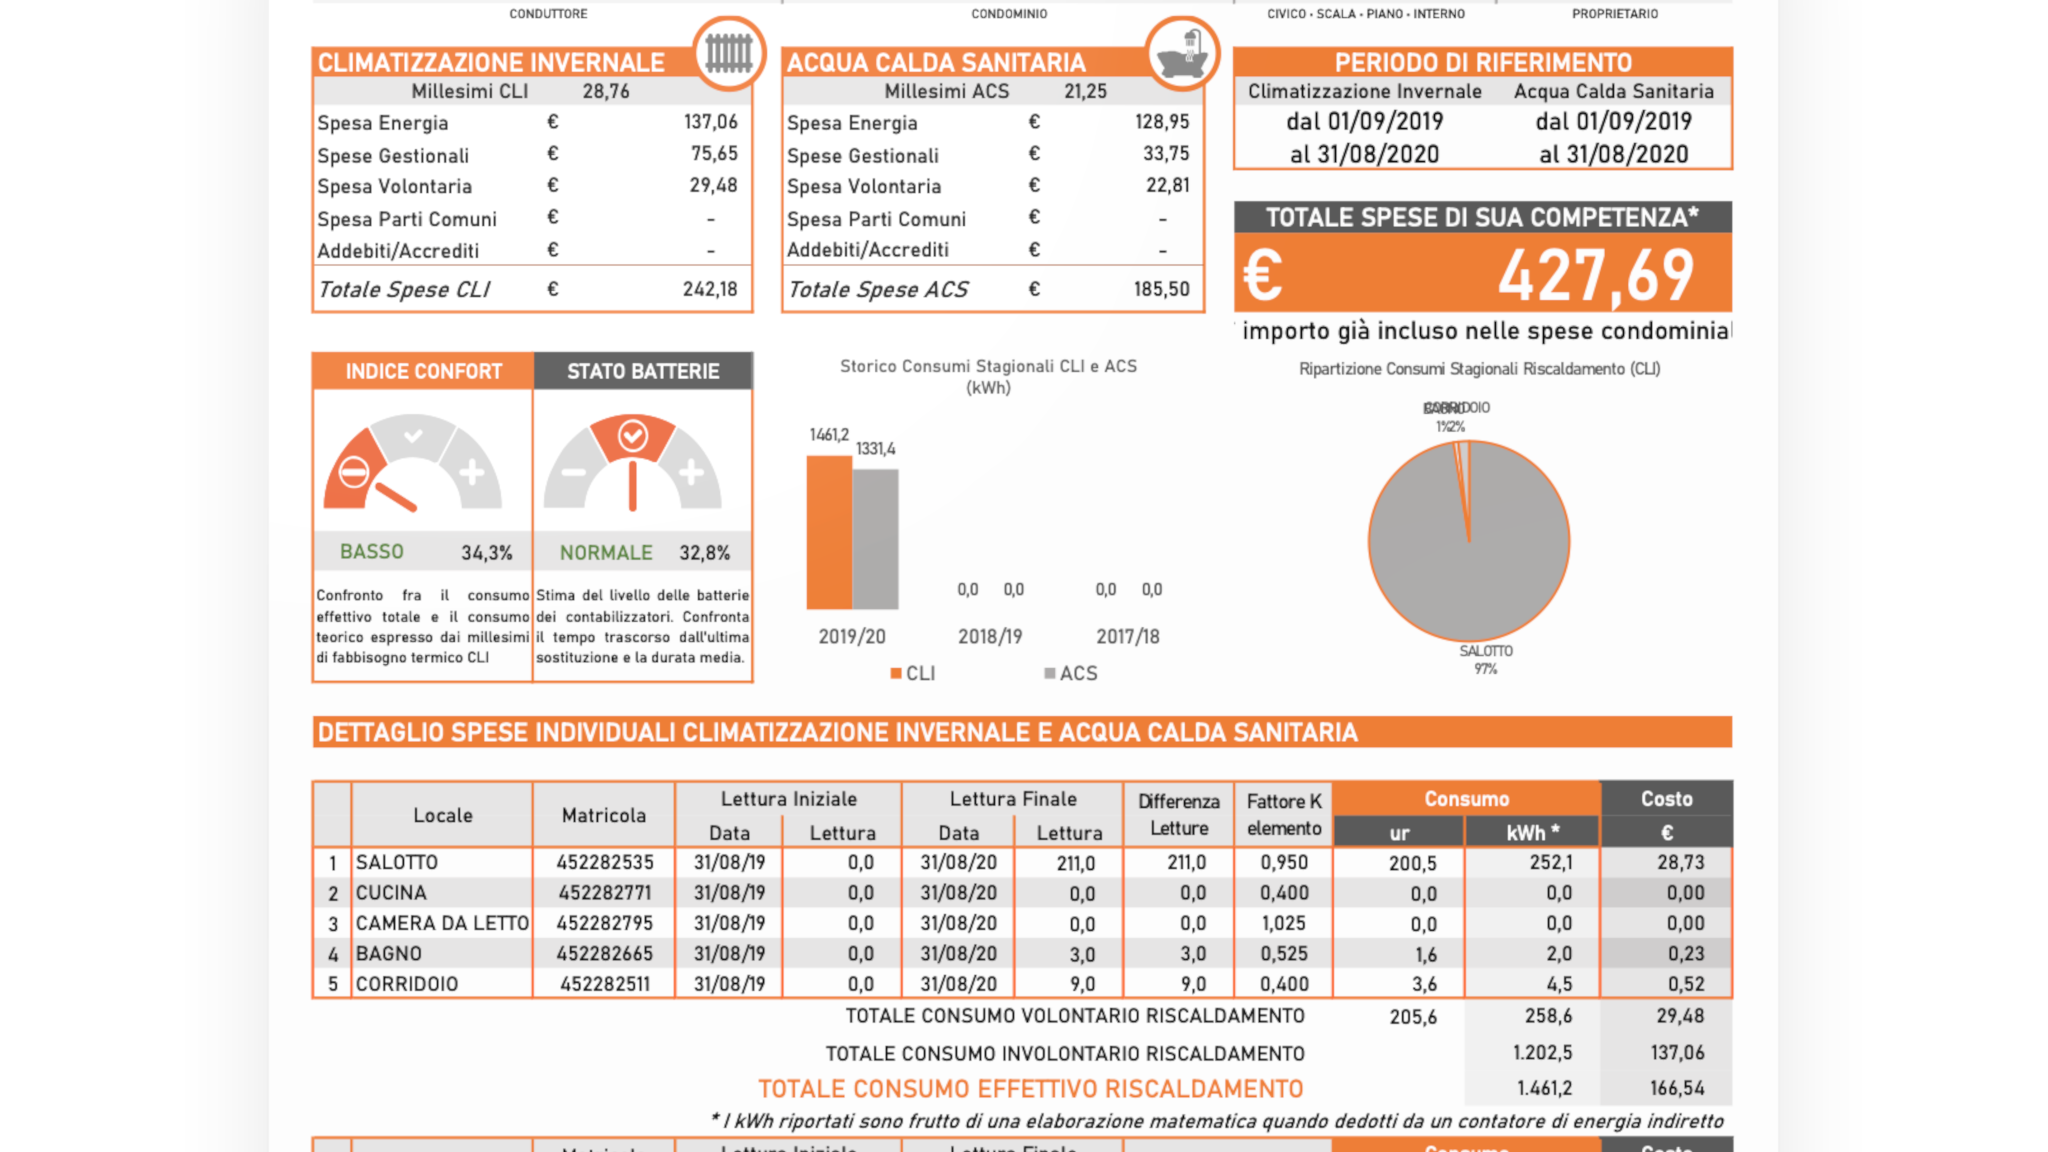 CONDUTTORE CONDOMINIO CIVICO · SCALA · PIANO · INTERNO PROPRIETARIO
CLIMATIZZAZIONE INVERNALE
Millesimi CLI 28,76
Spesa Energia € 137,06
Spese Gestionali € 75,65
Spesa Volontaria € 29,48
Spesa Parti Comuni € -
Addebiti/Accrediti € -
Totale Spese CLI € 242,18
ACQUA CALDA SANITARIA
Millesimi ACS 21,25
Spesa Energia € 128,95
Spese Gestionali € 33,75
Spesa Volontaria € 22,81
Spesa Parti Comuni € -
Addebiti/Accrediti € -
Totale Spese ACS € 185,50
PERIODO DI RIFERIMENTO
Climatizzazione Invernale Acqua Calda Sanitaria
dal 01/09/2019 dal 01/09/2019
al 31/08/2020 al 31/08/2020
TOTALE SPESE DI SUA COMPETENZA*
€ 427,69
importo già incluso nelle spese condominial
INDICE CONFORT
BASSO 34,3%
Confronto fra il consumo
effettivo totale e il consumo
teorico espresso dai millesimi
di fabbisogno termico CLI
STATO BATTERIE
NORMALE 32,8%
Stima del livello delle batterie
dei contabilizzatori. Confronta
il tempo trascorso dall'ultima
sostituzione e la durata media.
Storico Consumi Stagionali CLI e ACS
(kWh)
1461,2
1331,4
0,0 0,0 0,0 0,0
2019/20 2018/19 2017/18
CLI ACS
Ripartizione Consumi Stagionali Riscaldamento (CLI)
CORRIDOIO
1% 2%
SALOTTO
97%
DETTAGLIO SPESE INDIVIDUALI CLIMATIZZAZIONE INVERNALE E ACQUA CALDA SANITARIA
Locale Matricola Lettura Iniziale Lettura Finale Differenza Letture Fattore K elemento Consumo Costo
Data Lettura Data Lettura ur kWh * €
1 SALOTTO 452282535 31/08/19 0,0 31/08/20 211,0 211,0 0,950 200,5 252,1 28,73
2 CUCINA 452282771 31/08/19 0,0 31/08/20 0,0 0,0 0,400 0,0 0,0 0,00
3 CAMERA DA LETTO 452282795 31/08/19 0,0 31/08/20 0,0 0,0 1,025 0,0 0,0 0,00
4 BAGNO 452282665 31/08/19 0,0 31/08/20 3,0 3,0 0,525 1,6 2,0 0,23
5 CORRIDOIO 452282511 31/08/19 0,0 31/08/20 9,0 9,0 0,400 3,6 4,5 0,52
TOTALE CONSUMO VOLONTARIO RISCALDAMENTO 205,6 258,6 29,48
TOTALE CONSUMO INVOLONTARIO RISCALDAMENTO 1.202,5 137,06
TOTALE CONSUMO EFFETTIVO RISCALDAMENTO 1.461,2 166,54
* I kWh riportati sono frutto di una elaborazione matematica quando dedotti da un contatore di energia indiretto